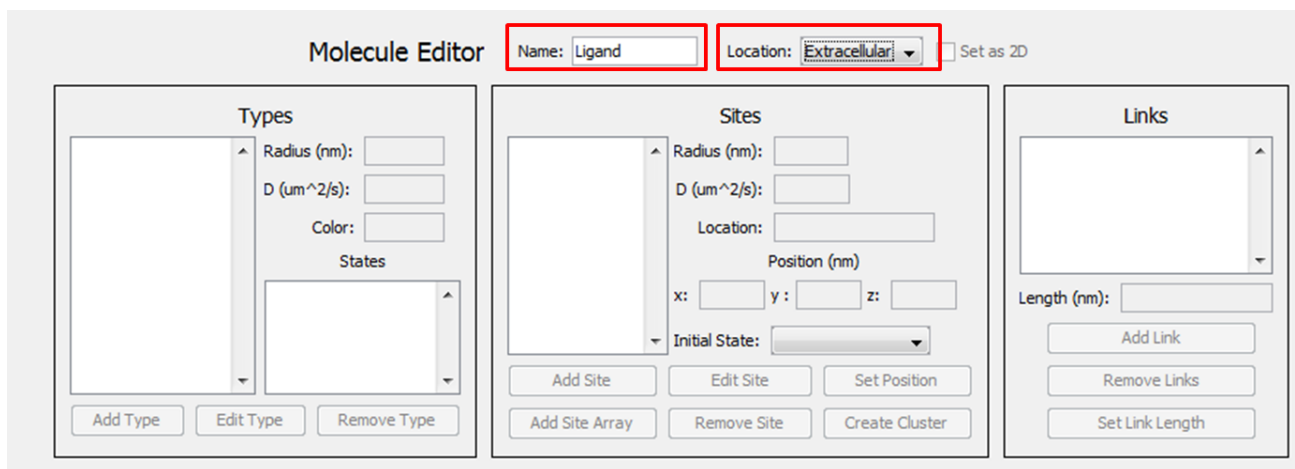 Molecule Editor Name: Ligand Location: Extracellular Set as 2D
Types
Radius (nm):
D (um^2/s):
Color:
States
Add Type Edit Type Remove Type
Sites
Radius (nm):
D (um^2/s):
Location:
Position (nm)
x: y : z:
Initial State:
Add Site Edit Site Set Position
Add Site Array Remove Site Create Cluster
Links
Length (nm):
Add Link
Remove Links
Set Link Length